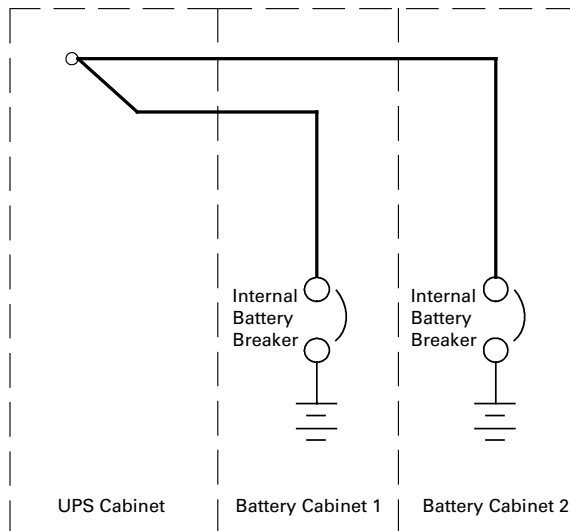 Internal
Battery
Breaker
Internal
Battery
Breaker
UPS Cabinet
Battery Cabinet 1
Battery Cabinet 2